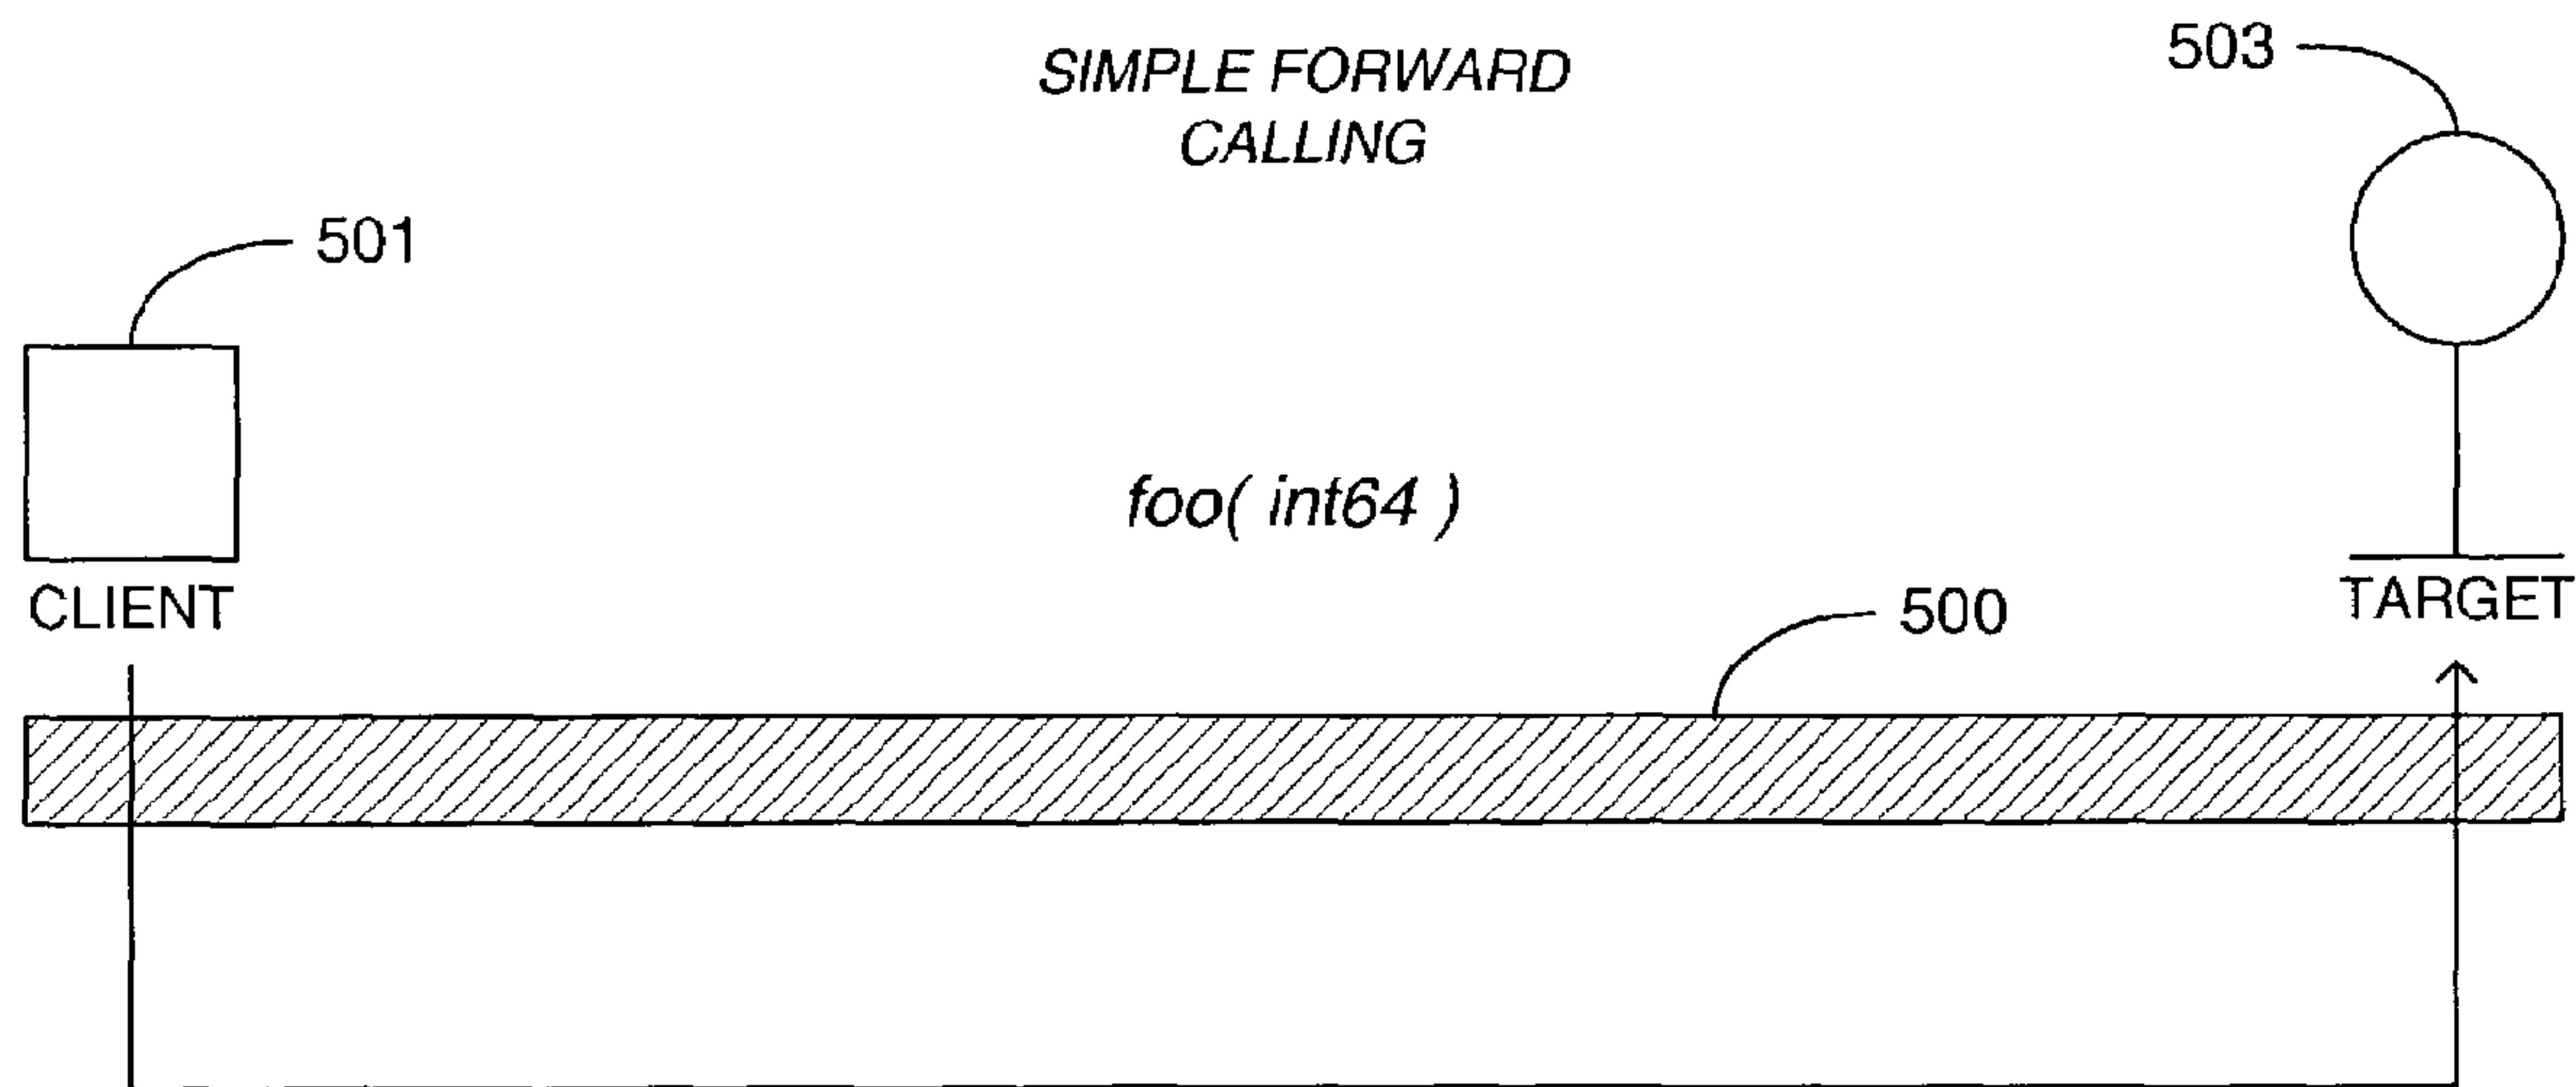 SIMPLE FORWARD
CALLING
503
501
foo( int64 )
CLIENT
TARGET
500